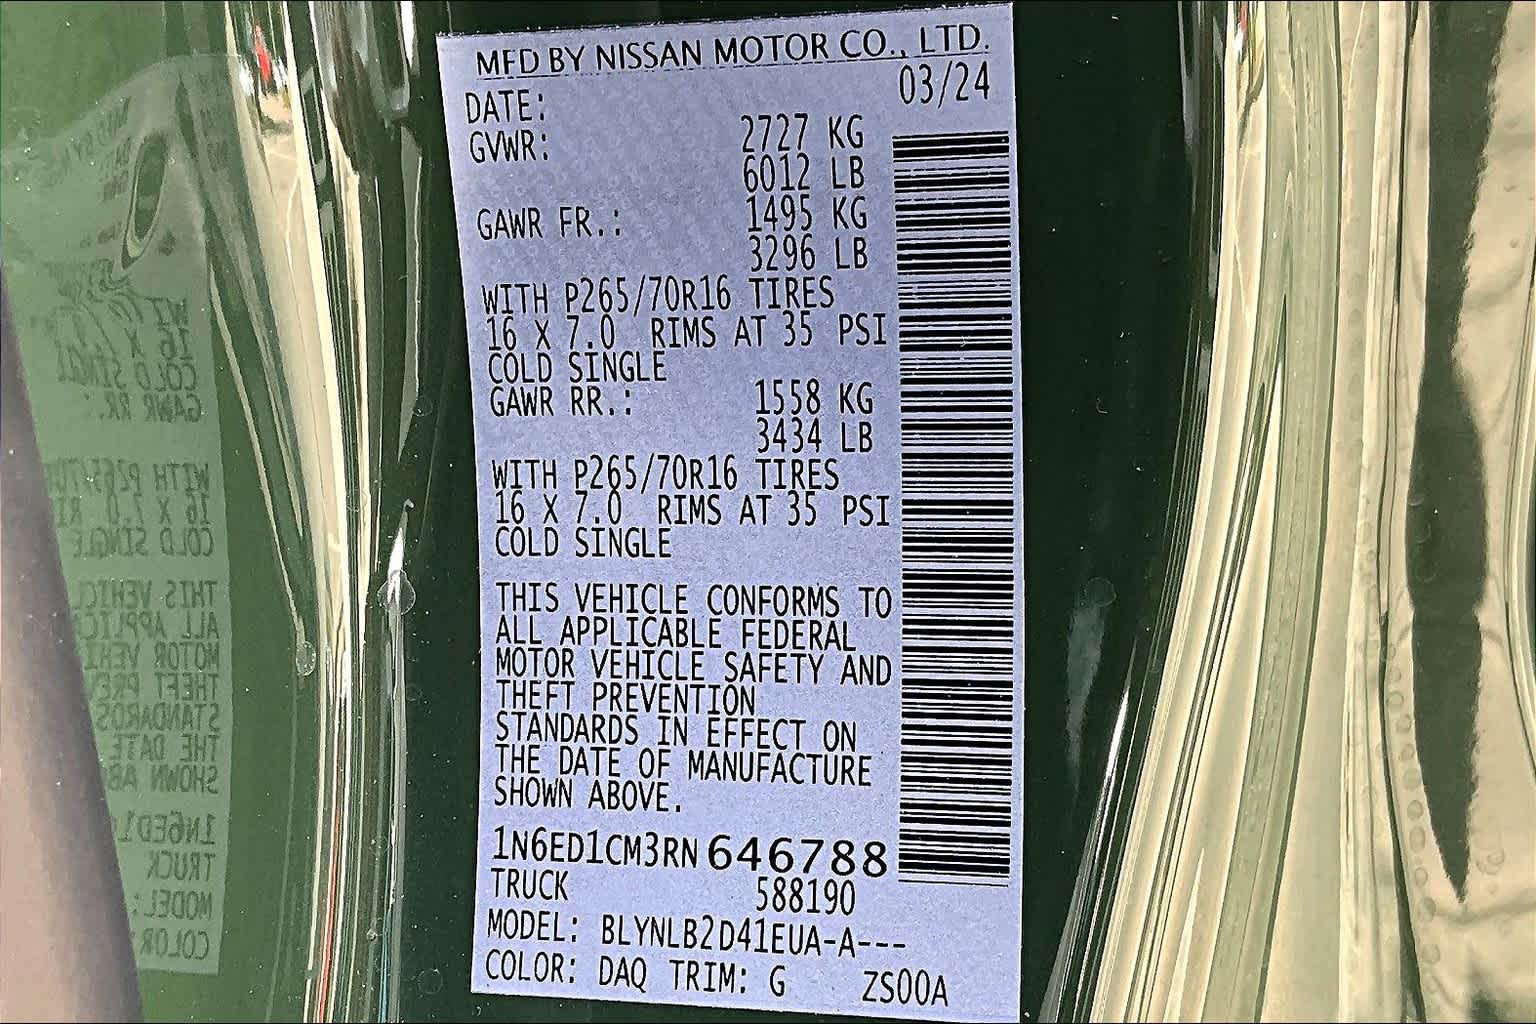 MFD BY NISSAN MOTOR CO., LTD.
DATE: 03/24
GVWR: 2727 KG
6012 LB
GAWR FR.: 1495 KG
3296 LB
WITH P265/70R16 TIRES
16 X 7.0 RIMS AT 35 PSI
COLD SINGLE
GAWR RR.: 1558 KG
3434 LB
WITH P265/70R16 TIRES
16 X 7.0 RIMS AT 35 PSI
COLD SINGLE
THIS VEHICLE CONFORMS TO
ALL APPLICABLE FEDERAL
MOTOR VEHICLE SAFETY AND
THEFT PREVENTION
STANDARDS IN EFFECT ON
THE DATE OF MANUFACTURE
SHOWN ABOVE.
1N6ED1CM3RN646788
TRUCK 588190
MODEL: BLYNLB2D41EUA-A---
COLOR: DAQ TRIM: G ZS00A